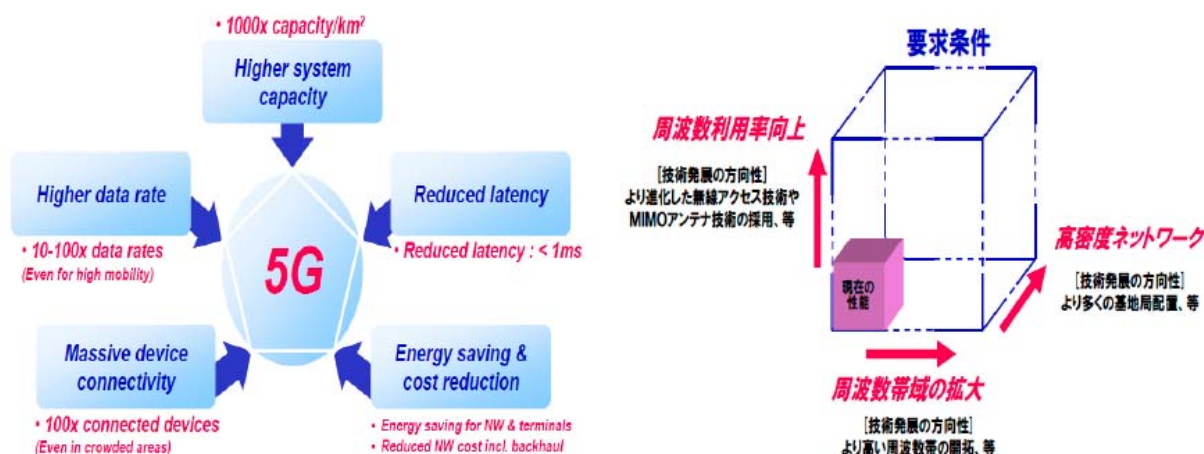 • 1000x capacity/km²
Higher system
capacity
Higher data rate
• 10-100x data rates
(Even for high mobility)
Reduced latency
• Reduced latency : < 1ms
5G
Massive device
connectivity
• 100x connected devices
(Even in crowded areas)
Energy saving &
cost reduction
• Energy saving for NW & terminals
• Reduced NW cost incl. backhaul
要求条件
周波数利用率向上
[技術発展の方向性]
より進化した無線アクセス技術や
MIMOアンテナ技術の採用、等
現在の
性能
高密度ネットワーク
[技術発展の方向性]
より多くの基地局配置、等
周波数帯域の拡大
[技術発展の方向性]
より高い周波数帯の開拓、等